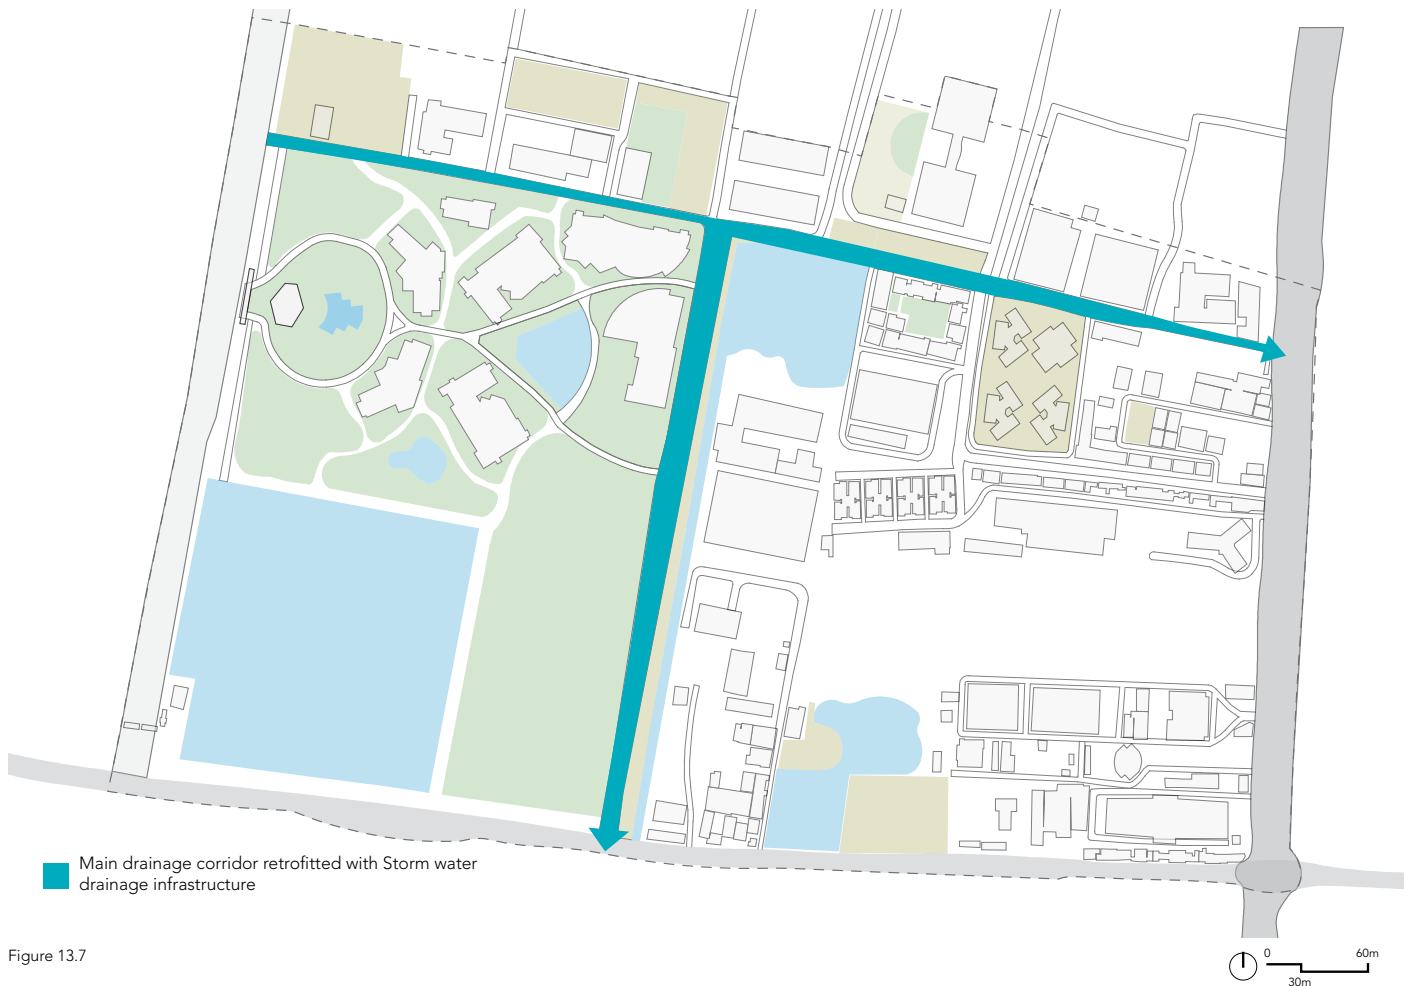 Main drainage corridor retrofitted with Storm water
drainage infrastructure
Figure 13.7
0
60m
30m